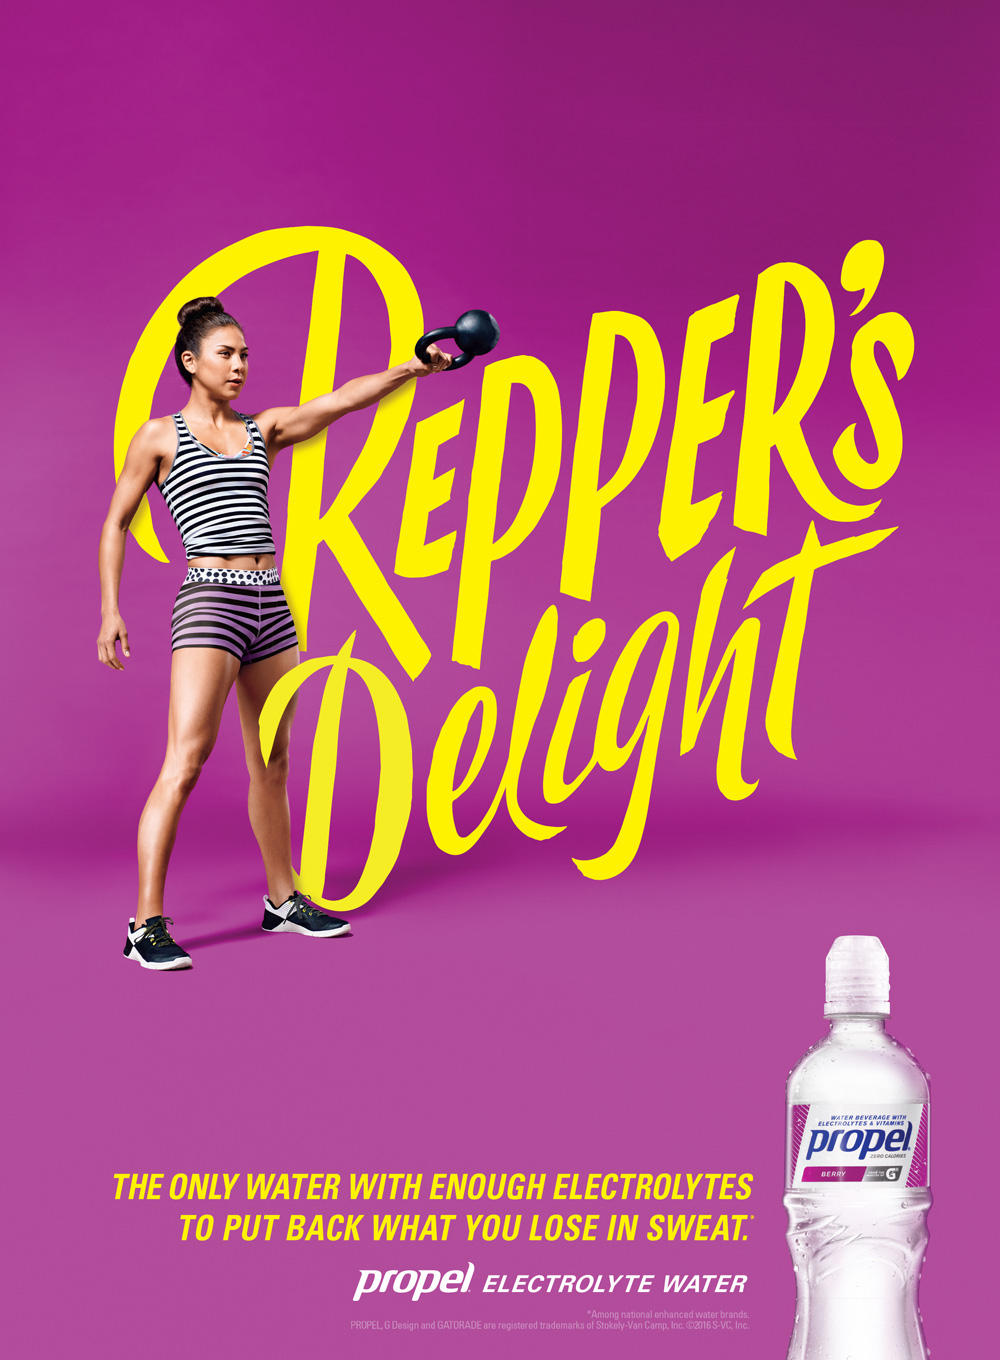 REPPER'S
Delight
WATER BEVERAGE WITH
ELECTROLYTES & VITAMINS
propel
ZERO CALORIES
BERRY
G
THE ONLY WATER WITH ENOUGH ELECTROLYTES
TO PUT BACK WHAT YOU LOSE IN SWEAT.*
propel ELECTROLYTE WATER
*Among national enhanced water brands.
PROPEL, G Design and GATORADE are registered trademarks of Stokely-Van Camp, Inc. ©2016 S-VC, Inc.